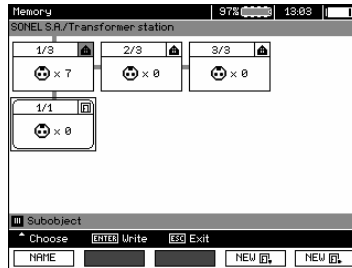 Memory 97% 13:03
SONEL S.A./Transformer station
1/3 2/3 3/3
x 7 x 0 x 0
1/1
x 0
Subobject
Choose ENTER Write ESC Exit
NAME NEW NEW